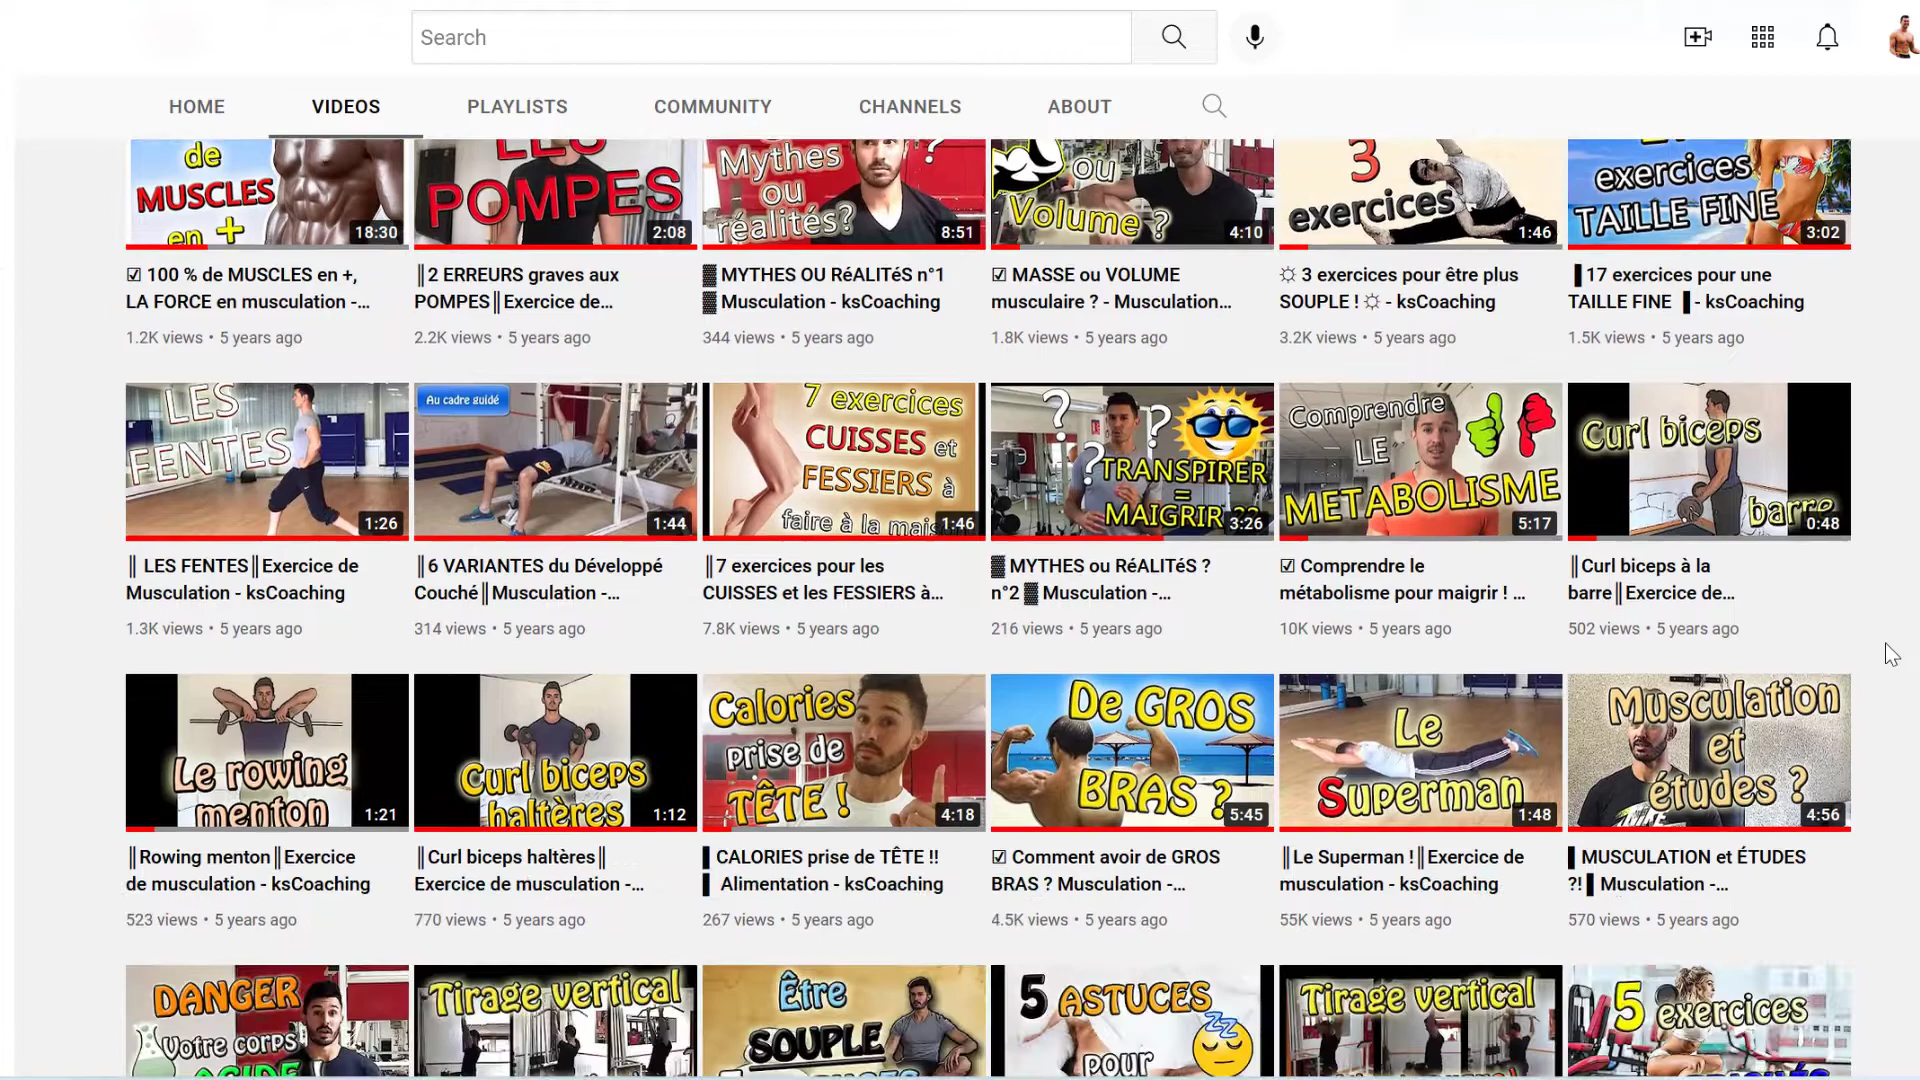 Search
HOME
VIDEOS
PLAYLISTS
COMMUNITY
CHANNELS
ABOUT
de
MUSCLES
en +
18:30
POMPES
2:08
Mythes ?
ou
réalités?
8:51
ou
Volume ?
4:10
3
exercices
1:46
exercices
TAILLE FINE
3:02
☑ 100 % de MUSCLES en +,
LA FORCE en musculation -...
1.2K views • 5 years ago
║2 ERREURS graves aux
POMPES║Exercice de...
2.2K views • 5 years ago
▓ MYTHES OU RéALITéS n°1
▓ Musculation - ksCoaching
344 views • 5 years ago
☑ MASSE ou VOLUME
musculaire ? - Musculation...
1.8K views • 5 years ago
☼ 3 exercices pour être plus
SOUPLE ! ☼ - ksCoaching
3.2K views • 5 years ago
▐ 17 exercices pour une
TAILLE FINE ▐ - ksCoaching
1.5K views • 5 years ago
LES
FENTES
1:26
Au cadre guidé
1:44
7 exercices
CUISSES et
FESSIERS à
faire à la mais
1:46
? ? ?
TRANSPIRER
=
MAIGRIR ??
3:26
Comprendre
LE
METABOLISME
5:17
Curl biceps
barre
0:48
║ LES FENTES║Exercice de
Musculation - ksCoaching
1.3K views • 5 years ago
║6 VARIANTES du Développé
Couché║Musculation -...
314 views • 5 years ago
║7 exercices pour les
CUISSES et les FESSIERS à...
7.8K views • 5 years ago
▓ MYTHES ou RéALITéS ?
n°2 ▓ Musculation -...
216 views • 5 years ago
☑ Comprendre le
métabolisme pour maigrir ! ...
10K views • 5 years ago
║Curl biceps à la
barre║Exercice de...
502 views • 5 years ago
Le rowing
menton
1:21
Curl biceps
haltères
1:12
Calories
prise de
TÊTE !
4:18
De GROS
BRAS ?
5:45
Le
Superman
1:48
Musculation
et
études ?
4:56
║Rowing menton║Exercice
de musculation - ksCoaching
523 views • 5 years ago
║Curl biceps haltères║
Exercice de musculation -...
770 views • 5 years ago
▌CALORIES prise de TÊTE !!
▌ Alimentation - ksCoaching
267 views • 5 years ago
☑ Comment avoir de GROS
BRAS ? Musculation -...
4.5K views • 5 years ago
║Le Superman !║Exercice de
musculation - ksCoaching
55K views • 5 years ago
▌MUSCULATION et ÉTUDES
?!▐ Musculation -...
570 views • 5 years ago
DANGER
Votre corps
ACIDE
Tirage vertical
Être
SOUPLE
5 ASTUCES
pour
Tirage vertical
5 exercices